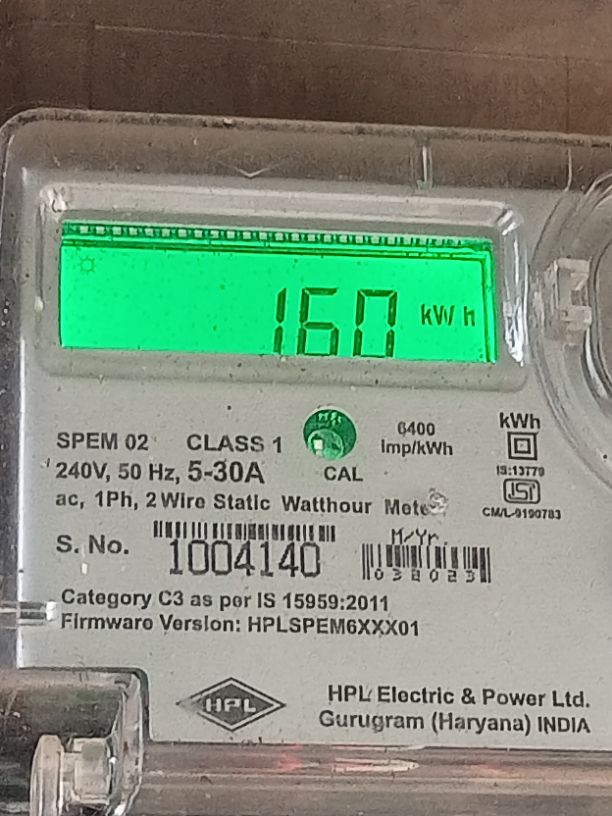 160 kWh
SPEM 02 CLASS 1
6400
Imp/kWh
kWh
240V, 50 Hz, 5-30A
CAL
IS:13779
ac, 1Ph, 2 Wire Static Watthour Meter
ISI
CM/L-9190783
S. No. 1004140
M/Yr.
032023
Category C3 as per IS 15959:2011
Firmware Version: HPLSPEM6XXX01
HPL
HPL Electric & Power Ltd.
Gurugram (Haryana) INDIA